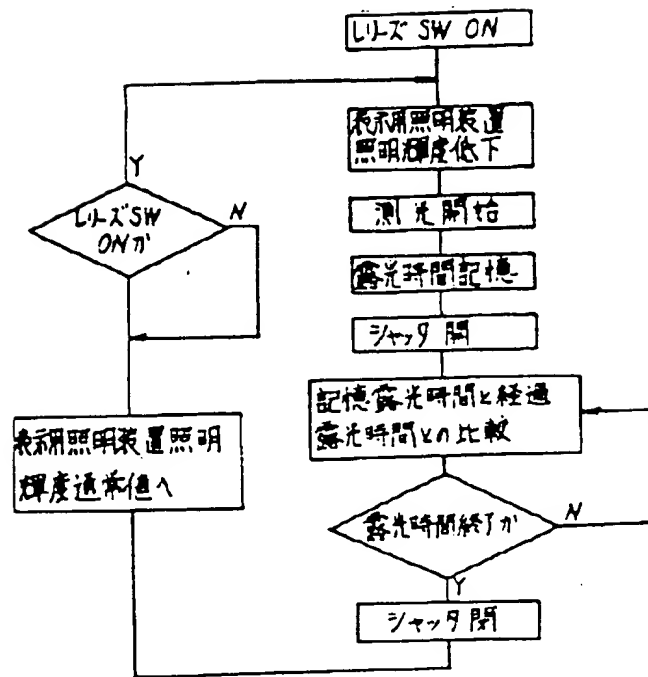 レリーズ SW ON
表示用照明装置
照明輝度低下
測光開始
露光時間記憶
シャッタ開
記憶露光時間と経過
露光時間との比較
露光時間終了か
N
Y
シャッタ閉
表示用照明装置照明
輝度通常値へ
レリーズSW
ONか
Y
N